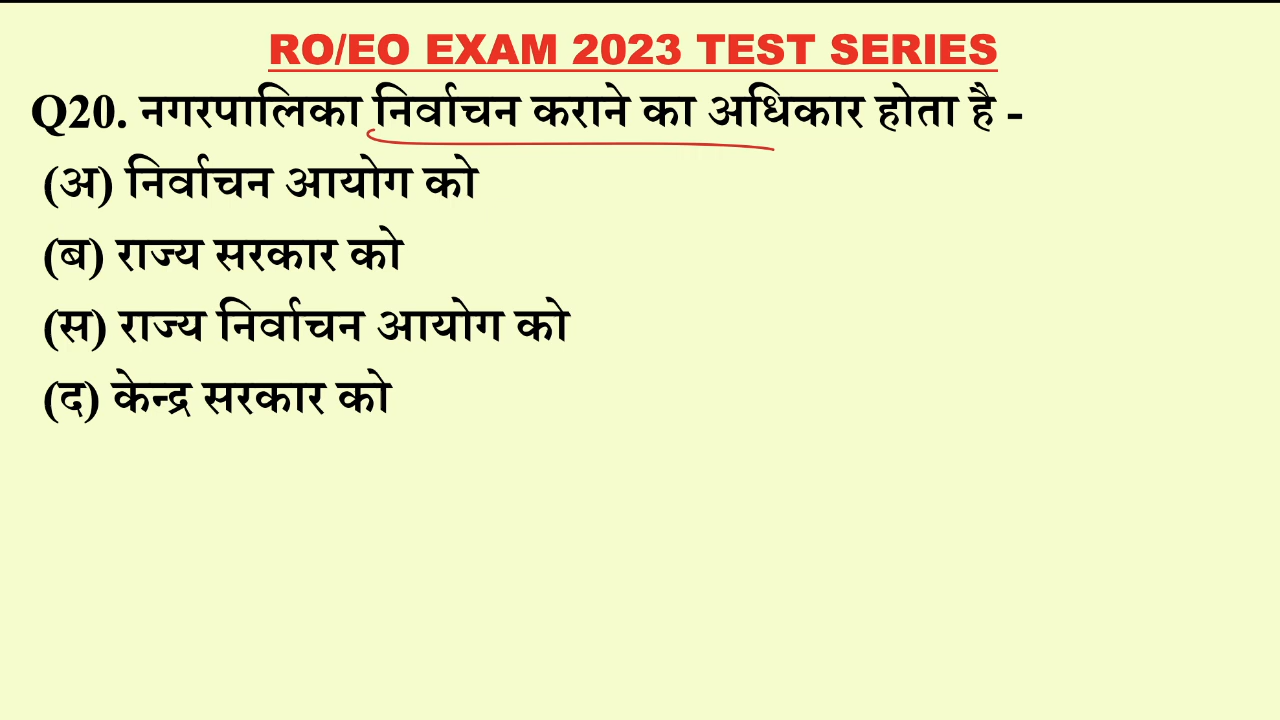 RO/EO EXAM 2023 TEST SERIES
Q20. नगरपालिका निर्वाचन कराने का अधिकार होता है -
(अ) निर्वाचन आयोग को
(ब) राज्य सरकार को
(स) राज्य निर्वाचन आयोग को
(द) केन्द्र सरकार को